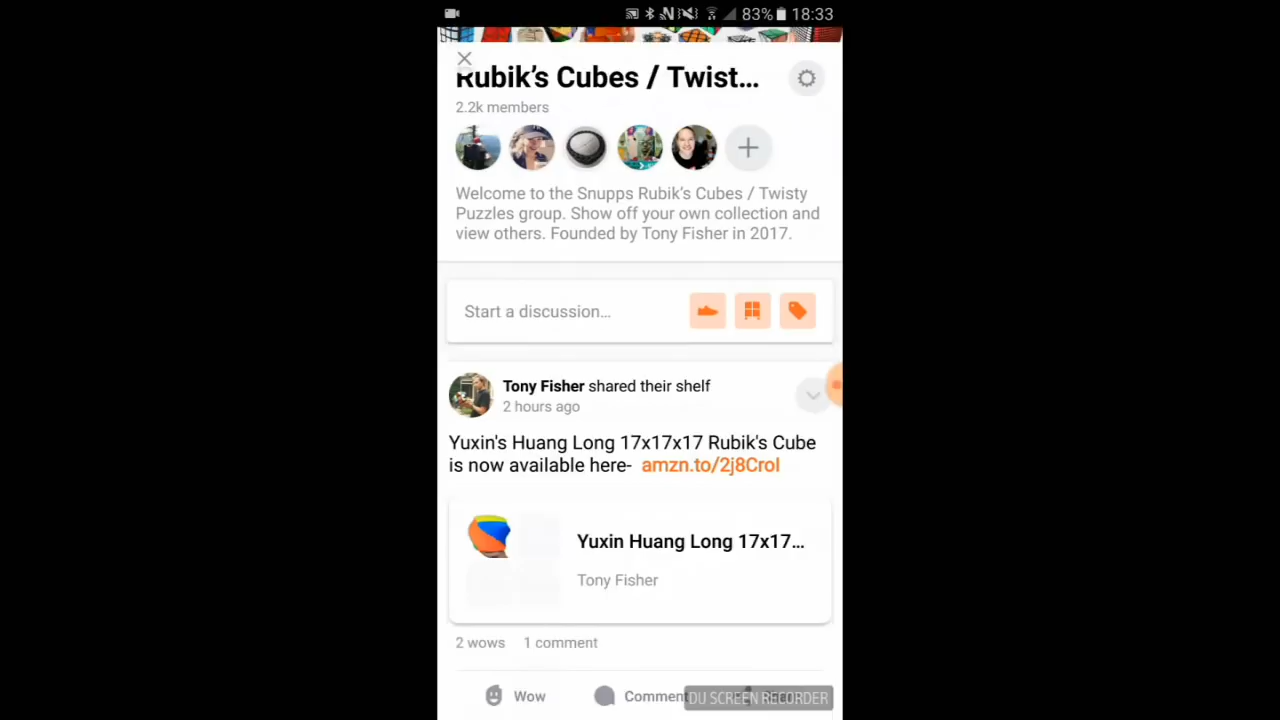 83% 18:33
Rubik's Cubes / Twist...
2.2k members
Welcome to the Snupps Rubik's Cubes / Twisty
Puzzles group. Show off your own collection and
view others. Founded by Tony Fisher in 2017.
Start a discussion...
Tony Fisher shared their shelf
2 hours ago
Yuxin's Huang Long 17x17x17 Rubik's Cube
is now available here- amzn.to/2j8Crol
Yuxin Huang Long 17x17...
Tony Fisher
2 wows 1 comment
Wow Comment
DU SCREEN RECORDER